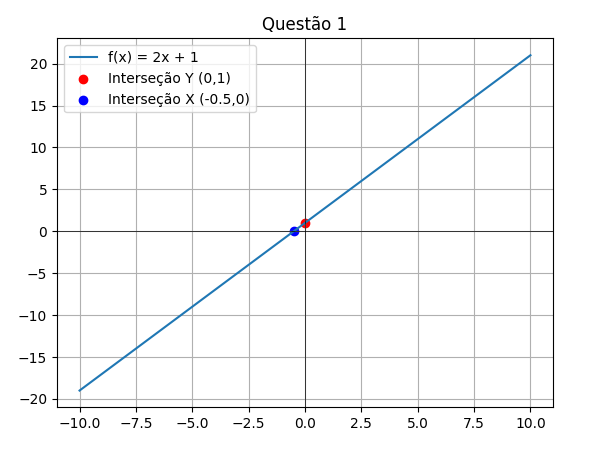 Questão 1
f(x) = 2x + 1
Interseção Y (0,1)
Interseção X (-0.5,0)
20
15
10
5
0
−5
−10
−15
−20
−10.0 −7.5 −5.0 −2.5 0.0 2.5 5.0 7.5 10.0